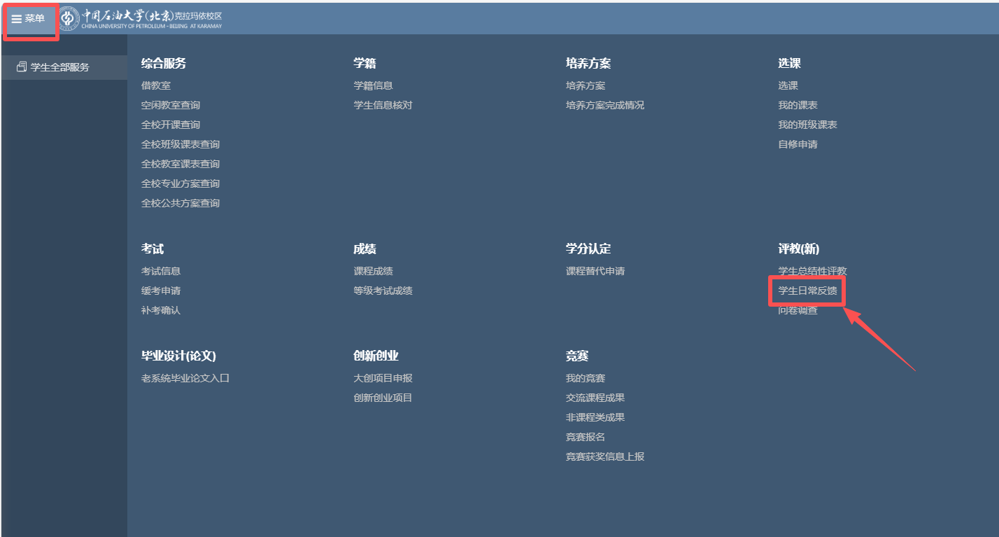 菜单
中国石油大学(北京)克拉玛依校区
CHINA UNIVERSITY OF PETROLEUM - BEIJING AT KARAMAY
学生全部服务
综合服务
借教室
空闲教室查询
全校开课查询
全校班级课表查询
全校教室课表查询
全校专业方案查询
全校公共方案查询
学籍
学籍信息
学生信息核对
培养方案
培养方案
培养方案完成情况
选课
选课
我的课表
我的班级课表
自修申请
考试
考试信息
缓考申请
补考确认
成绩
课程成绩
等级考试成绩
学分认定
课程替代申请
评教(新)
学生总结性评教
学生日常反馈
问卷调查
毕业设计(论文)
老系统毕业论文入口
创新创业
大创项目申报
创新创业项目
竞赛
我的竞赛
交流课程成果
非课程类成果
竞赛报名
竞赛获奖信息上报